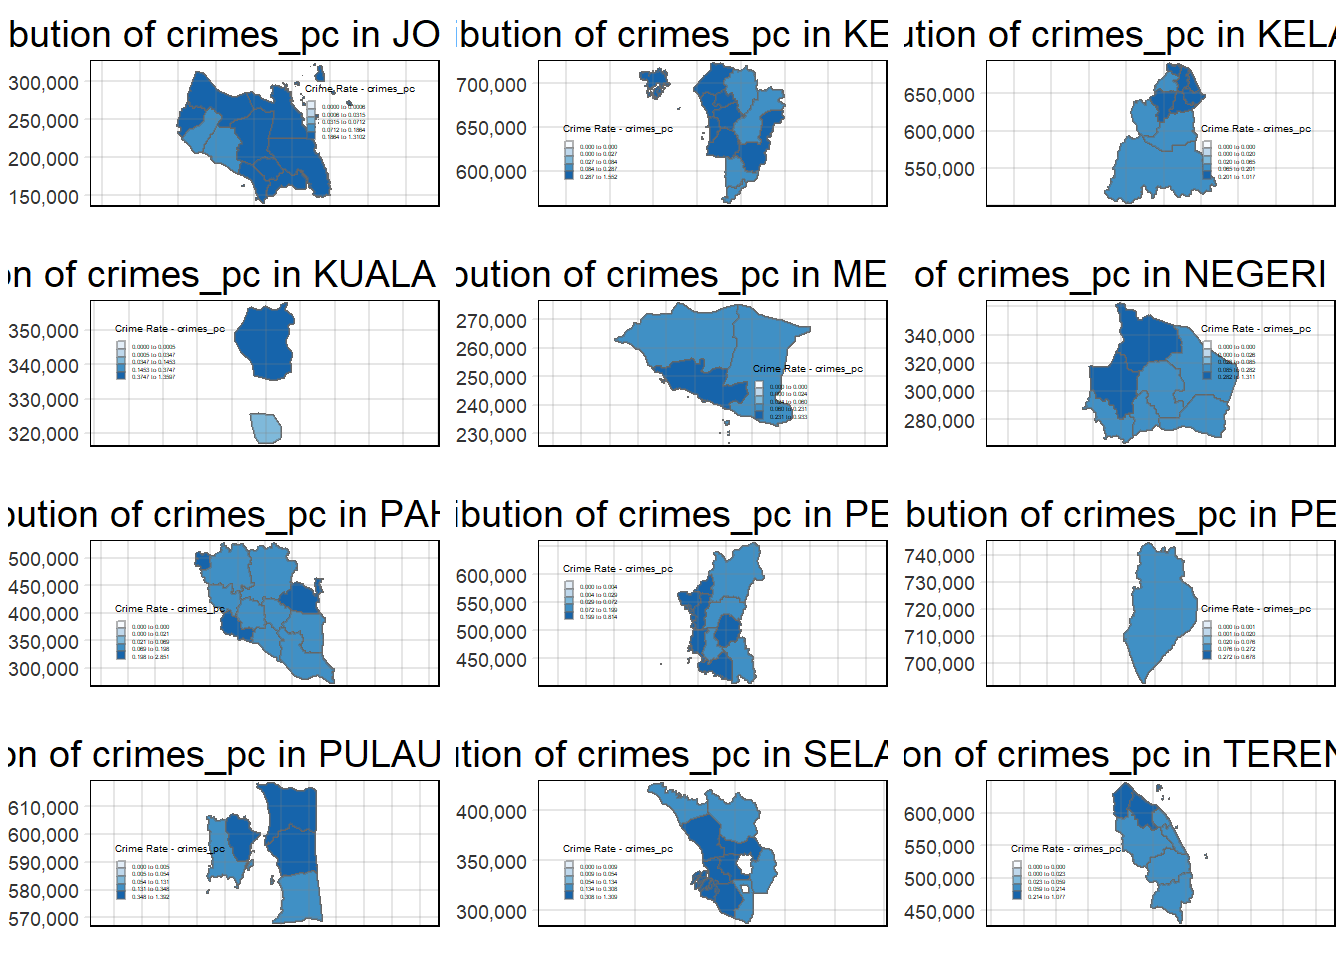 bution of crimes_pc in JO
300,000
250,000
200,000
150,000
Crime Rate - crimes_pc
0.0000 to 0.0006
0.0006 to 0.0315
0.0315 to 0.0712
0.0712 to 0.1864
0.1864 to 1.3102
ibution of crimes_pc in KE
700,000
650,000
600,000
Crime Rate - crimes_pc
0.000 to 0.000
0.000 to 0.027
0.027 to 0.084
0.084 to 0.287
0.287 to 1.552
ution of crimes_pc in KELA
650,000
600,000
550,000
Crime Rate - crimes_pc
0.000 to 0.000
0.000 to 0.020
0.020 to 0.065
0.065 to 0.201
0.201 to 1.017
on of crimes_pc in KUALA
350,000
340,000
330,000
320,000
Crime Rate - crimes_pc
0.0000 to 0.0005
0.0005 to 0.0347
0.0347 to 0.1453
0.1453 to 0.3747
0.3747 to 1.3597
bution of crimes_pc in ME
270,000
260,000
250,000
240,000
230,000
Crime Rate - crimes_pc
0.000 to 0.000
0.000 to 0.024
0.024 to 0.060
0.060 to 0.231
0.231 to 0.933
of crimes_pc in NEGERI
340,000
320,000
300,000
280,000
Crime Rate - crimes_pc
0.000 to 0.000
0.000 to 0.026
0.085 to 0.282
0.282 to 1.311
bution of crimes_pc in PAH
500,000
450,000
400,000
350,000
300,000
Crime Rate - crimes_pc
0.000 to 0.000
0.000 to 0.021
0.021 to 0.069
0.069 to 0.198
0.198 to 2.851
ibution of crimes_pc in PE
600,000
550,000
500,000
450,000
Crime Rate - crimes_pc
0.000 to 0.004
0.004 to 0.029
0.029 to 0.072
0.072 to 0.199
0.199 to 0.814
bution of crimes_pc in PE
740,000
730,000
720,000
710,000
700,000
Crime Rate - crimes_pc
0.000 to 0.001
0.001 to 0.020
0.020 to 0.076
0.076 to 0.272
0.272 to 0.678
on of crimes_pc in PULAU
610,000
600,000
590,000
580,000
570,000
Crime Rate - crimes_pc
0.000 to 0.005
0.005 to 0.054
0.054 to 0.131
0.131 to 0.348
0.348 to 1.392
ution of crimes_pc in SELA
400,000
350,000
300,000
Crime Rate - crimes_pc
0.000 to 0.009
0.009 to 0.054
0.054 to 0.134
0.134 to 0.308
0.308 to 1.309
on of crimes_pc in TEREN
600,000
550,000
500,000
450,000
Crime Rate - crimes_pc
0.000 to 0.000
0.000 to 0.023
0.023 to 0.059
0.059 to 0.214
0.214 to 1.077